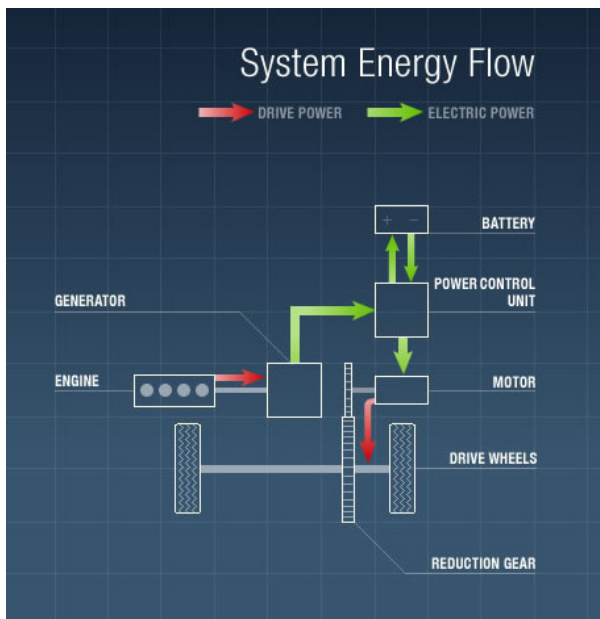 System Energy Flow
DRIVE POWER
ELECTRIC POWER
+ −
BATTERY
POWER CONTROL
UNIT
GENERATOR
ENGINE
MOTOR
DRIVE WHEELS
REDUCTION GEAR